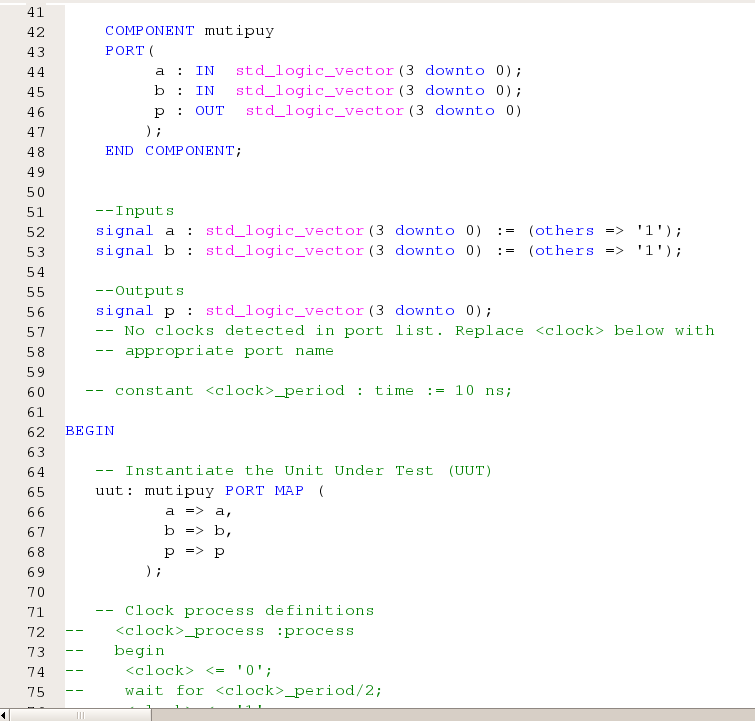 41
42 COMPONENT mutipuy
43 PORT(
44 a : IN std_logic_vector(3 downto 0);
45 b : IN std_logic_vector(3 downto 0);
46 p : OUT std_logic_vector(3 downto 0)
47 );
48 END COMPONENT;
49
50
51 --Inputs
52 signal a : std_logic_vector(3 downto 0) := (others => '1');
53 signal b : std_logic_vector(3 downto 0) := (others => '1');
54
55 --Outputs
56 signal p : std_logic_vector(3 downto 0);
57 -- No clocks detected in port list. Replace <clock> below with
58 -- appropriate port name
59
60 -- constant <clock>_period : time := 10 ns;
61
62 BEGIN
63
64 -- Instantiate the Unit Under Test (UUT)
65 uut: mutipuy PORT MAP (
66 a => a,
67 b => b,
68 p => p
69 );
70
71 -- Clock process definitions
72 -- <clock>_process :process
73 -- begin
74 -- <clock> <= '0';
75 -- wait for <clock>_period/2;